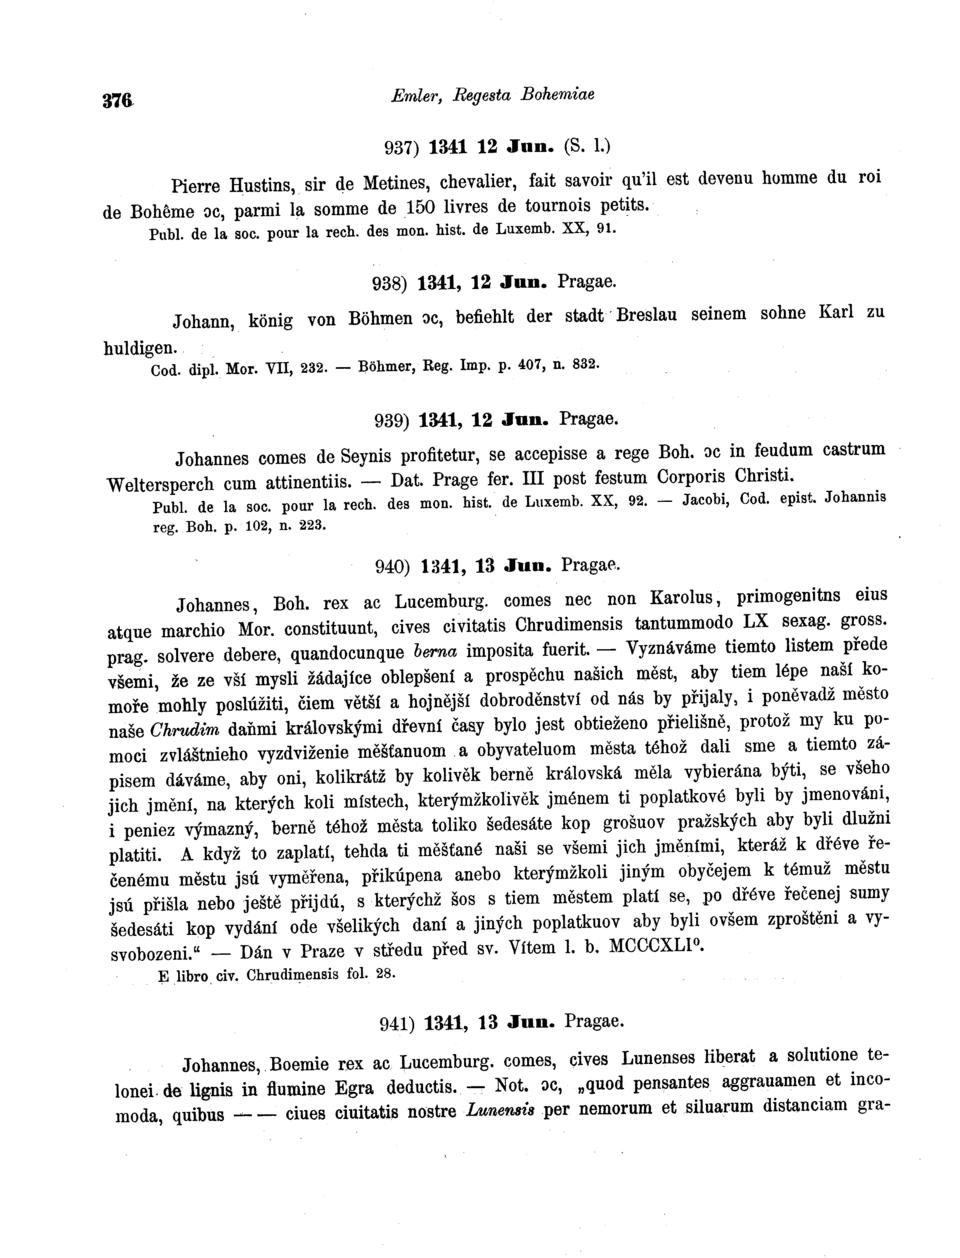 376
Emler, Regesta Bohemiae
937) 1341 12 Jun. (S. l.)
Pierre Hustins, sir de Metines, chevalier, fait savoir qu'il est devenu homme du roi
de Bohême ɔc, parmi la somme de 150 livres de tournois petits.
Publ. de la soc. pour la rech. des mon. hist. de Luxemb. XX, 91.
938) 1341, 12 Jun. Pragae.
Johann, könig von Böhmen ɔc, befiehlt der stadt Breslau seinem sohne Karl zu
huldigen.
Cod. dipl. Mor. VII, 232. — Böhmer, Reg. Imp. p. 407, n. 832.
939) 1341, 12 Jun. Pragae.
Johannes comes de Seynis profitetur, se accepisse a rege Boh. ɔc in feudum castrum
Weltersperch cum attinentiis. — Dat. Prage fer. III post festum Corporis Christi.
Publ. de la soc. pour la rech. des mon. hist. de Luxemb. XX, 92. — Jacobi, Cod. epist. Johannis
reg. Boh. p. 102, n. 223.
940) 1341, 13 Jun. Pragae.
Johannes, Boh. rex ac Lucemburg. comes nec non Karolus, primogenitns eius
atque marchio Mor. constituunt, cives civitatis Chrudimensis tantummodo LX sexag. gross.
prag. solvere debere, quandocunque berna imposita fuerit. — Vyznáváme tiemto listem přede
všemi, že ze vší mysli žádajíce oblepšení a prospěchu našich měst, aby tiem lépe naší ko-
moře mohly poslúžiti, čiem větší a hojnější dobroděnství od nás by přijaly, i poněvadž město
naše Chrudim daňmi královskými dřevní časy bylo jest obtieženo přielišně, protož my ku po-
moci zvláštnieho vyzdviženie měšťanuom a obyvateluom města téhož dali sme a tiemto zá-
pisem dáváme, aby oni, kolikrátž by kolivěk berně královská měla vybierána býti, se všeho
jich jmění, na kterých koli místech, kterýmžkolivěk jménem ti poplatkové byli by jmenováni,
i peniez výmazný, berně téhož města toliko šedesáte kop grošuov pražských aby byli dlužni
platiti. A když to zaplatí, tehda ti měšťané naši se všemi jich jměními, kteráž k dřéve ře-
čenému městu jsú vyměřena, přikúpena anebo kterýmžkoli jiným obyčejem k témuž městu
jsú přišla nebo ještě přijdú, s kterýchž šos s tiem městem platí se, po dřéve řečenej sumy
šedesáti kop vydání ode všelikých daní a jiných poplatkuov aby byli ovšem zproštěni a vy-
svobozeni.“ — Dán v Praze v středu před sv. Vítem l. b. MCCCXLI⁰.
E libro civ. Chrudimensis fol. 28.
941) 1341, 13 Jun. Pragae.
Johannes, Boemie rex ac Lucemburg. comes, cives Lunenses liberat a solutione te-
lonei de lignis in flumine Egra deductis. — Not. ɔc, „quod pensantes aggrauamen et inco-
moda, quibus — — ciues ciuitatis nostre Lunensis per nemorum et siluarum distanciam gra-